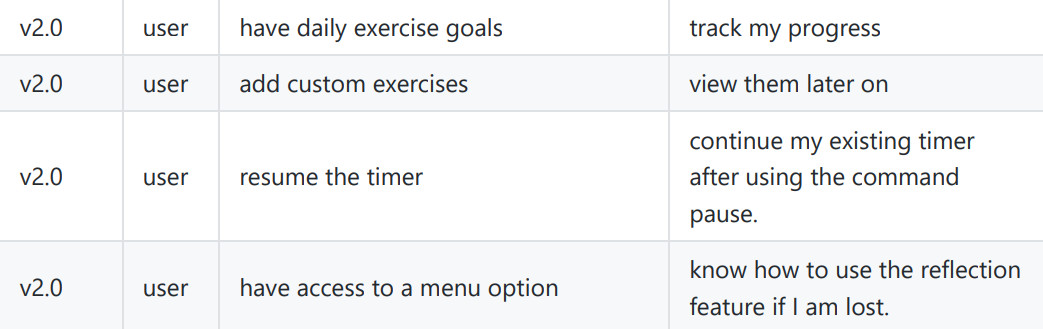 v2.0 user have daily exercise goals track my progress
v2.0 user add custom exercises view them later on
v2.0 user resume the timer continue my existing timer
after using the command
pause.
v2.0 user have access to a menu option know how to use the reflection
feature if I am lost.